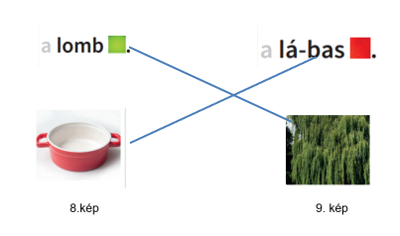 a lomb .
a lá-bas .
8.kép
9. kép